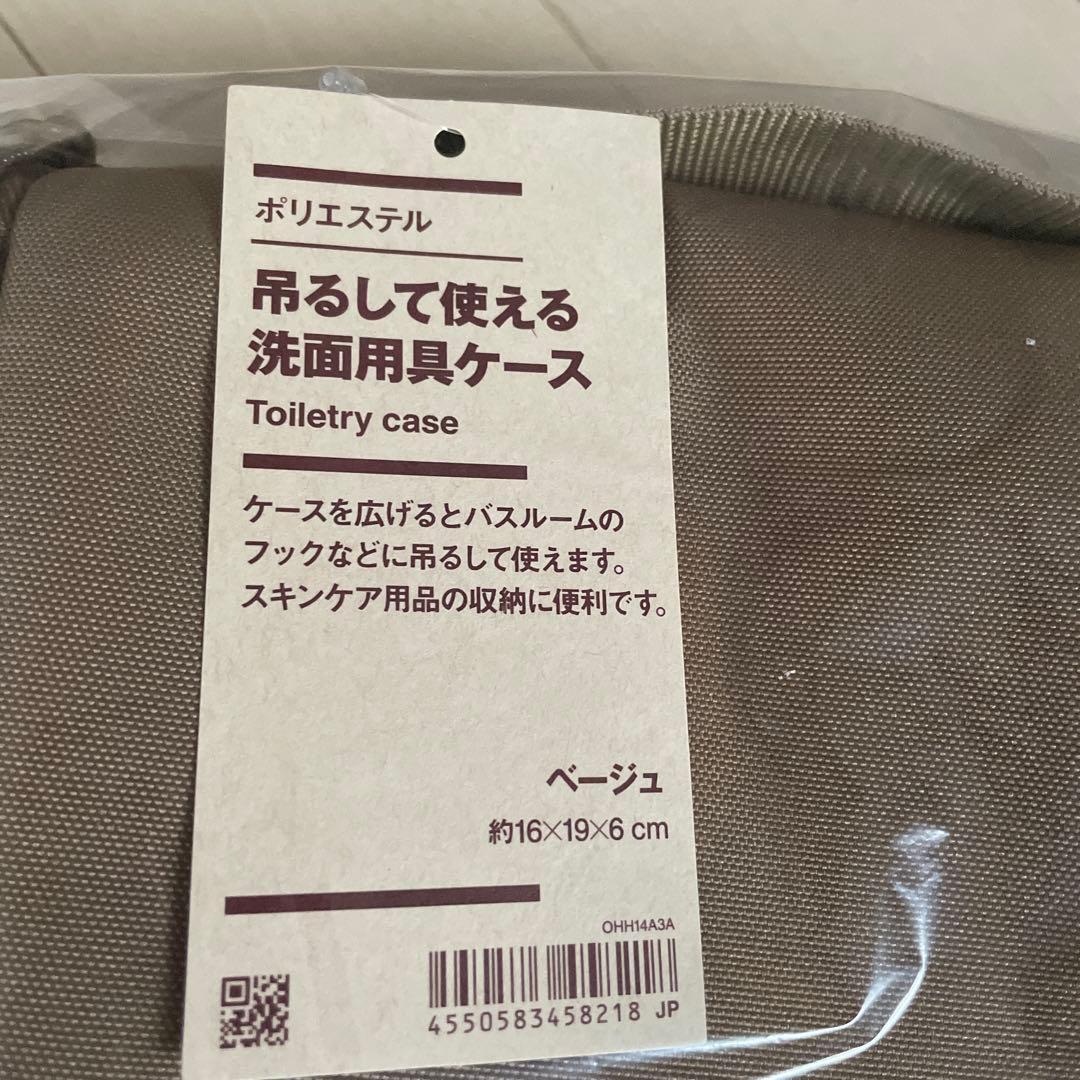 ポリエステル
吊るして使える
洗面用具ケース
Toiletry case
ケースを広げるとバスルームの
フックなどに吊るして使えます。
スキンケア用品の収納に便利です。
ベージュ
約16×19×6 cm
OHH14A3A
4550583458218 JP